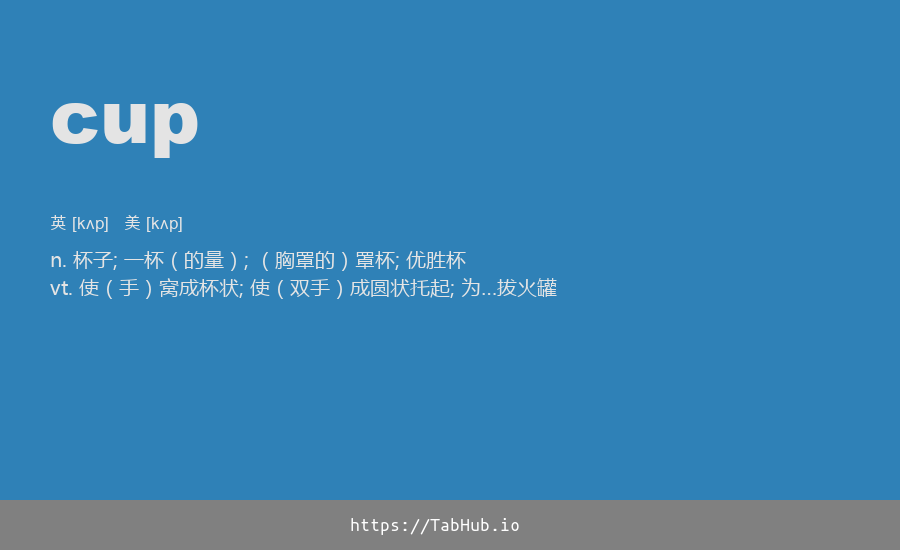 cup
英 [kʌp] 美 [kʌp]
n. 杯子; 一杯（的量）; （胸罩的）罩杯; 优胜杯
vt. 使（手）窝成杯状; 使（双手）成圆状托起; 为...拔火罐
https://TabHub.io